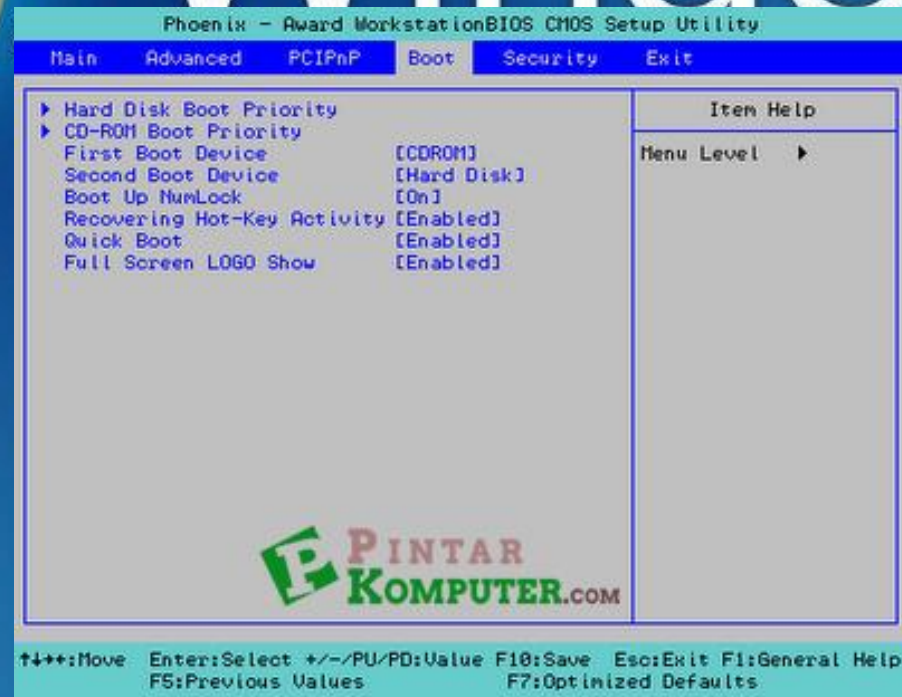 Phoenix - Award WorkstationBIOS CMOS Setup Utility
Main Advanced PCIPnP Boot Security Exit
Hard Disk Boot Priority
CD-ROM Boot Priority
First Boot Device [CDROM]
Second Boot Device [Hard Disk]
Boot Up NumLock [On]
Recovering Hot-Key Activity [Enabled]
Quick Boot [Enabled]
Full Screen LOGO Show [Enabled]
Item Help
Menu Level
PINTAR
KOMPUTER.COM
↑↓←→:Move Enter:Select +/-/PU/PD:Value F10:Save Esc:Exit F1:General Help
F5:Previous Values F7:Optimized Defaults